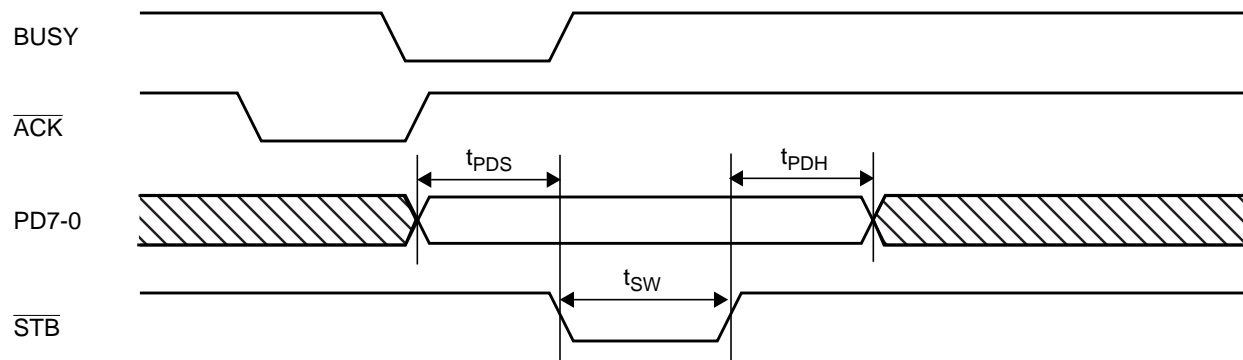 BUSY
ACK
tPDS
tPDH
PD7-0
tSW
STB